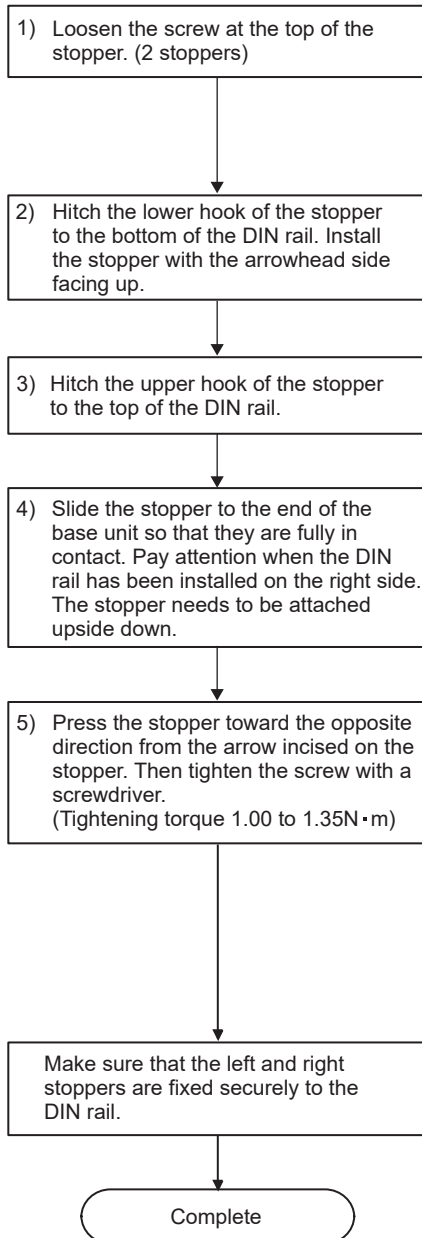 1) Loosen the screw at the top of the
stopper. (2 stoppers)
2) Hitch the lower hook of the stopper
to the bottom of the DIN rail. Install
the stopper with the arrowhead side
facing up.
3) Hitch the upper hook of the stopper
to the top of the DIN rail.
4) Slide the stopper to the end of the
base unit so that they are fully in
contact. Pay attention when the DIN
rail has been installed on the right side.
The stopper needs to be attached
upside down.
5) Press the stopper toward the opposite
direction from the arrow incised on the
stopper. Then tighten the screw with a
screwdriver.
(Tightening torque 1.00 to 1.35N·m)
Make sure that the left and right
stoppers are fixed securely to the
DIN rail.
Complete